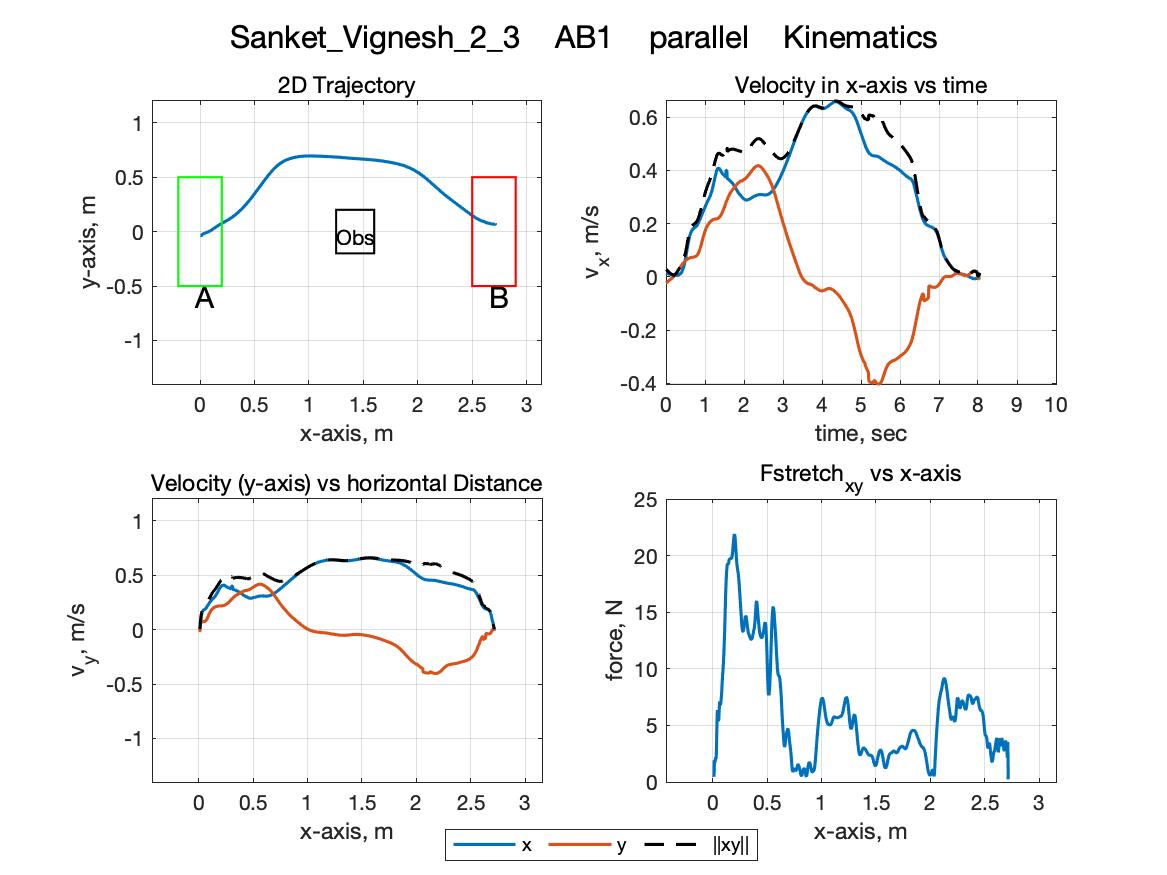 Sanket_Vignesh_2_3 AB1 parallel Kinematics
2D Trajectory
1
0.5
0
-0.5
-1
y-axis, m
A
Obs
B
0 0.5 1 1.5 2 2.5 3
x-axis, m
Velocity in x-axis vs time
0.6
0.4
0.2
0
-0.2
-0.4
v_x, m/s
0 1 2 3 4 5 6 7 8 9 10
time, sec
Velocity (y-axis) vs horizontal Distance
1
0.5
0
-0.5
-1
v_y, m/s
0 0.5 1 1.5 2 2.5 3
x-axis, m
Fstretch_xy vs x-axis
25
20
15
10
5
0
force, N
0 0.5 1 1.5 2 2.5 3
x-axis, m
x y ||xy||